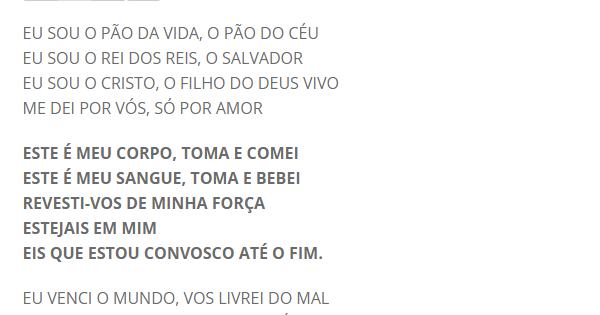 EU SOU O PÃO DA VIDA, O PÃO DO CÉU
EU SOU O REI DOS REIS, O SALVADOR
EU SOU O CRISTO, O FILHO DO DEUS VIVO
ME DEI POR VÓS, SÓ POR AMOR
ESTE É MEU CORPO, TOMA E COMEI
ESTE É MEU SANGUE, TOMA E BEBEI
REVESTI-VOS DE MINHA FORÇA
ESTEJAIS EM MIM
EIS QUE ESTOU CONVOSCO ATÉ O FIM.
EU VENCI O MUNDO, VOS LIVREI DO MAL